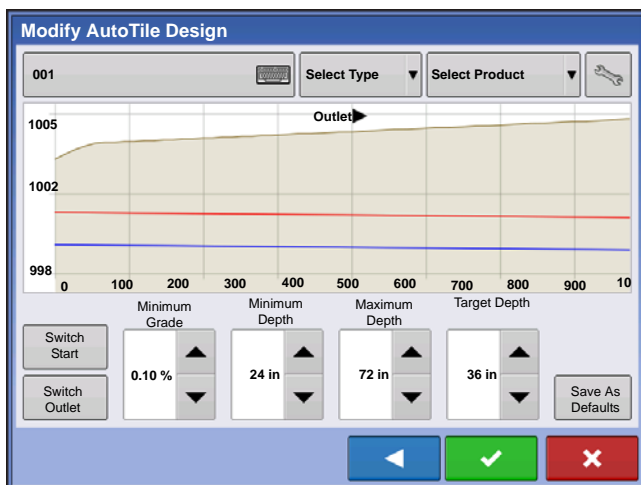 Modify AutoTile Design
001
Select Type
Select Product
Outlet
1005
1002
998
0 100 200 300 400 500 600 700 800 900 10
Minimum
Grade
Minimum
Depth
Maximum
Depth
Target Depth
Switch
Start
Switch
Outlet
0.10 %
24 in
72 in
36 in
Save As
Defaults